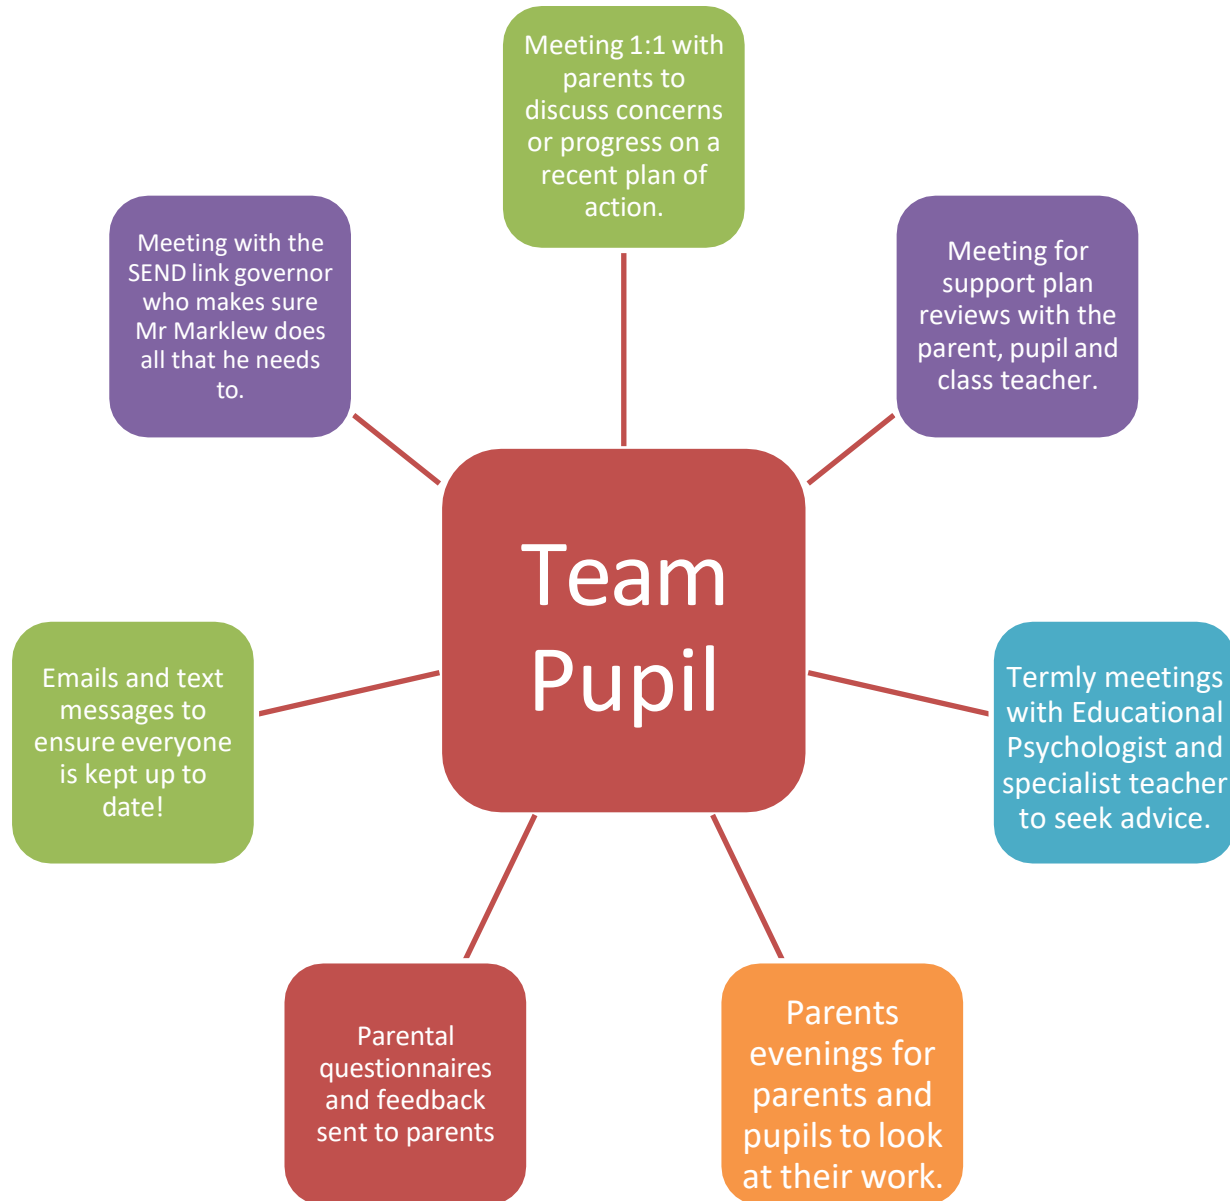 Meeting 1:1 with
parents to
discuss concerns
or progress on a
recent plan of
action.
Meeting with the
SEND link governor
who makes sure
Mr Marklew does
all that he needs
to.
Meeting for
support plan
reviews with the
parent, pupil and
class teacher.
Team
Pupil
Emails and text
messages to
ensure everyone
is kept up to
date!
Termly meetings
with Educational
Psychologist and
specialist teacher
to seek advice.
Parental
questionnaires
and feedback
sent to parents
Parents
evenings for
parents and
pupils to look
at their work.